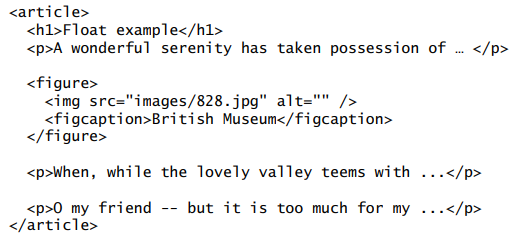 <article>
<h1>Float example</h1>
<p>A wonderful serenity has taken possession of … </p>
<figure>
<img src="images/828.jpg" alt="" />
<figcaption>British Museum</figcaption>
</figure>
<p>When, while the lovely valley teems with ...</p>
<p>O my friend -- but it is too much for my ...</p>
</article>